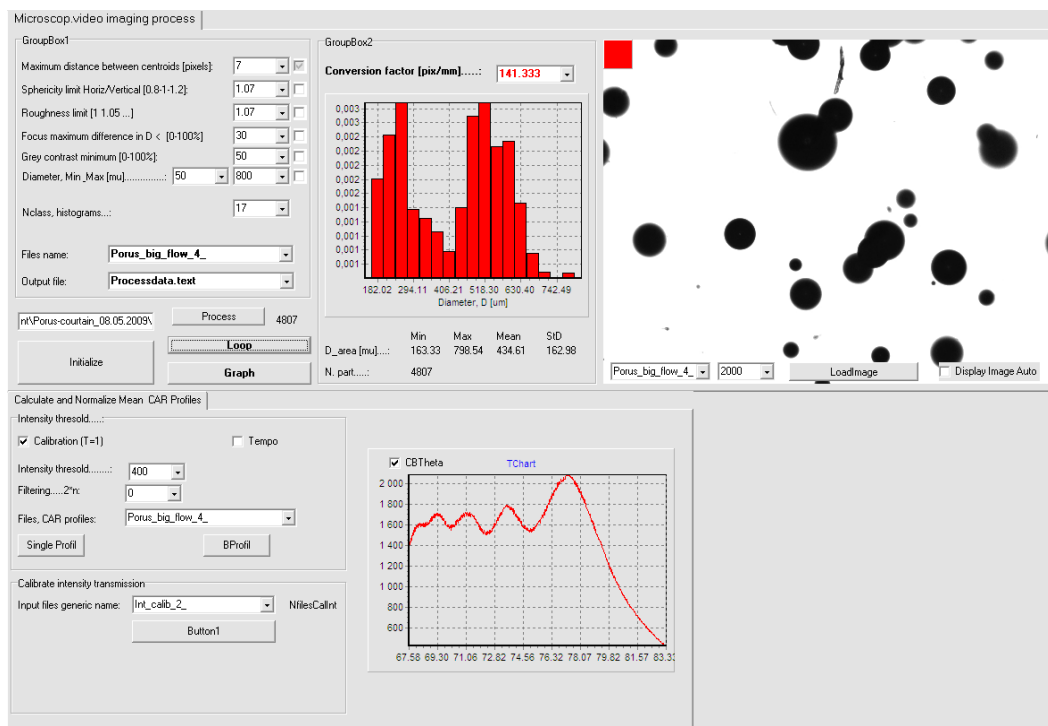 Microscop.video imaging process
GroupBox1
Maximum distance between centroids [pixels]: 7
Sphericity limit Horiz/Vertical [0.8-1-1.2]: 1.07
Roughness limit [1 1.05 ...] 1.07
Focus maximum difference in D < [0-100%] 30
Grey contrast minimum [0-100%]: 50
Diameter, Min_Max [mu]..............: 50 800
Nclass, histograms...: 17
Files name: Porus_big_flow_4_
Output file: Processdata.text
nt\Porus-courtain_08.05.2009\ Process 4807
Initialize
Loop
Graph
GroupBox2
Conversion factor [pix/mm].....: 141.333
0,003
0,003
0,003
0,002
0,002
0,002
0,002
0,001
0,001
0,001
0,001
0,001
182.02 294.11 406.21 518.30 630.40 742.49
Diameter, D [um]
Min Max Mean StD
D_area [mu]....: 163.33 798.54 434.61 162.98
N. part.....: 4807
Porus_big_flow_4_ 2000 LoadImage Display Image Auto
Calculate and Normalize Mean CAR Profiles
Intensity thresold.....:
Calibration (T=1) Tempo
Intensity thresold.......: 400
Filtering.....2*n: 0
Files, CAR profiles: Porus_big_flow_4_
Single Profil BProfil
Calibrate intensity transmission
Input files generic name: Int_calib_2_ NfilesCalInt
Button1
CBTheta TChart
2 000
1 800
1 600
1 400
1 200
1 000
800
600
67.58 69.30 71.06 72.82 74.56 76.32 78.07 79.82 81.57 83.33